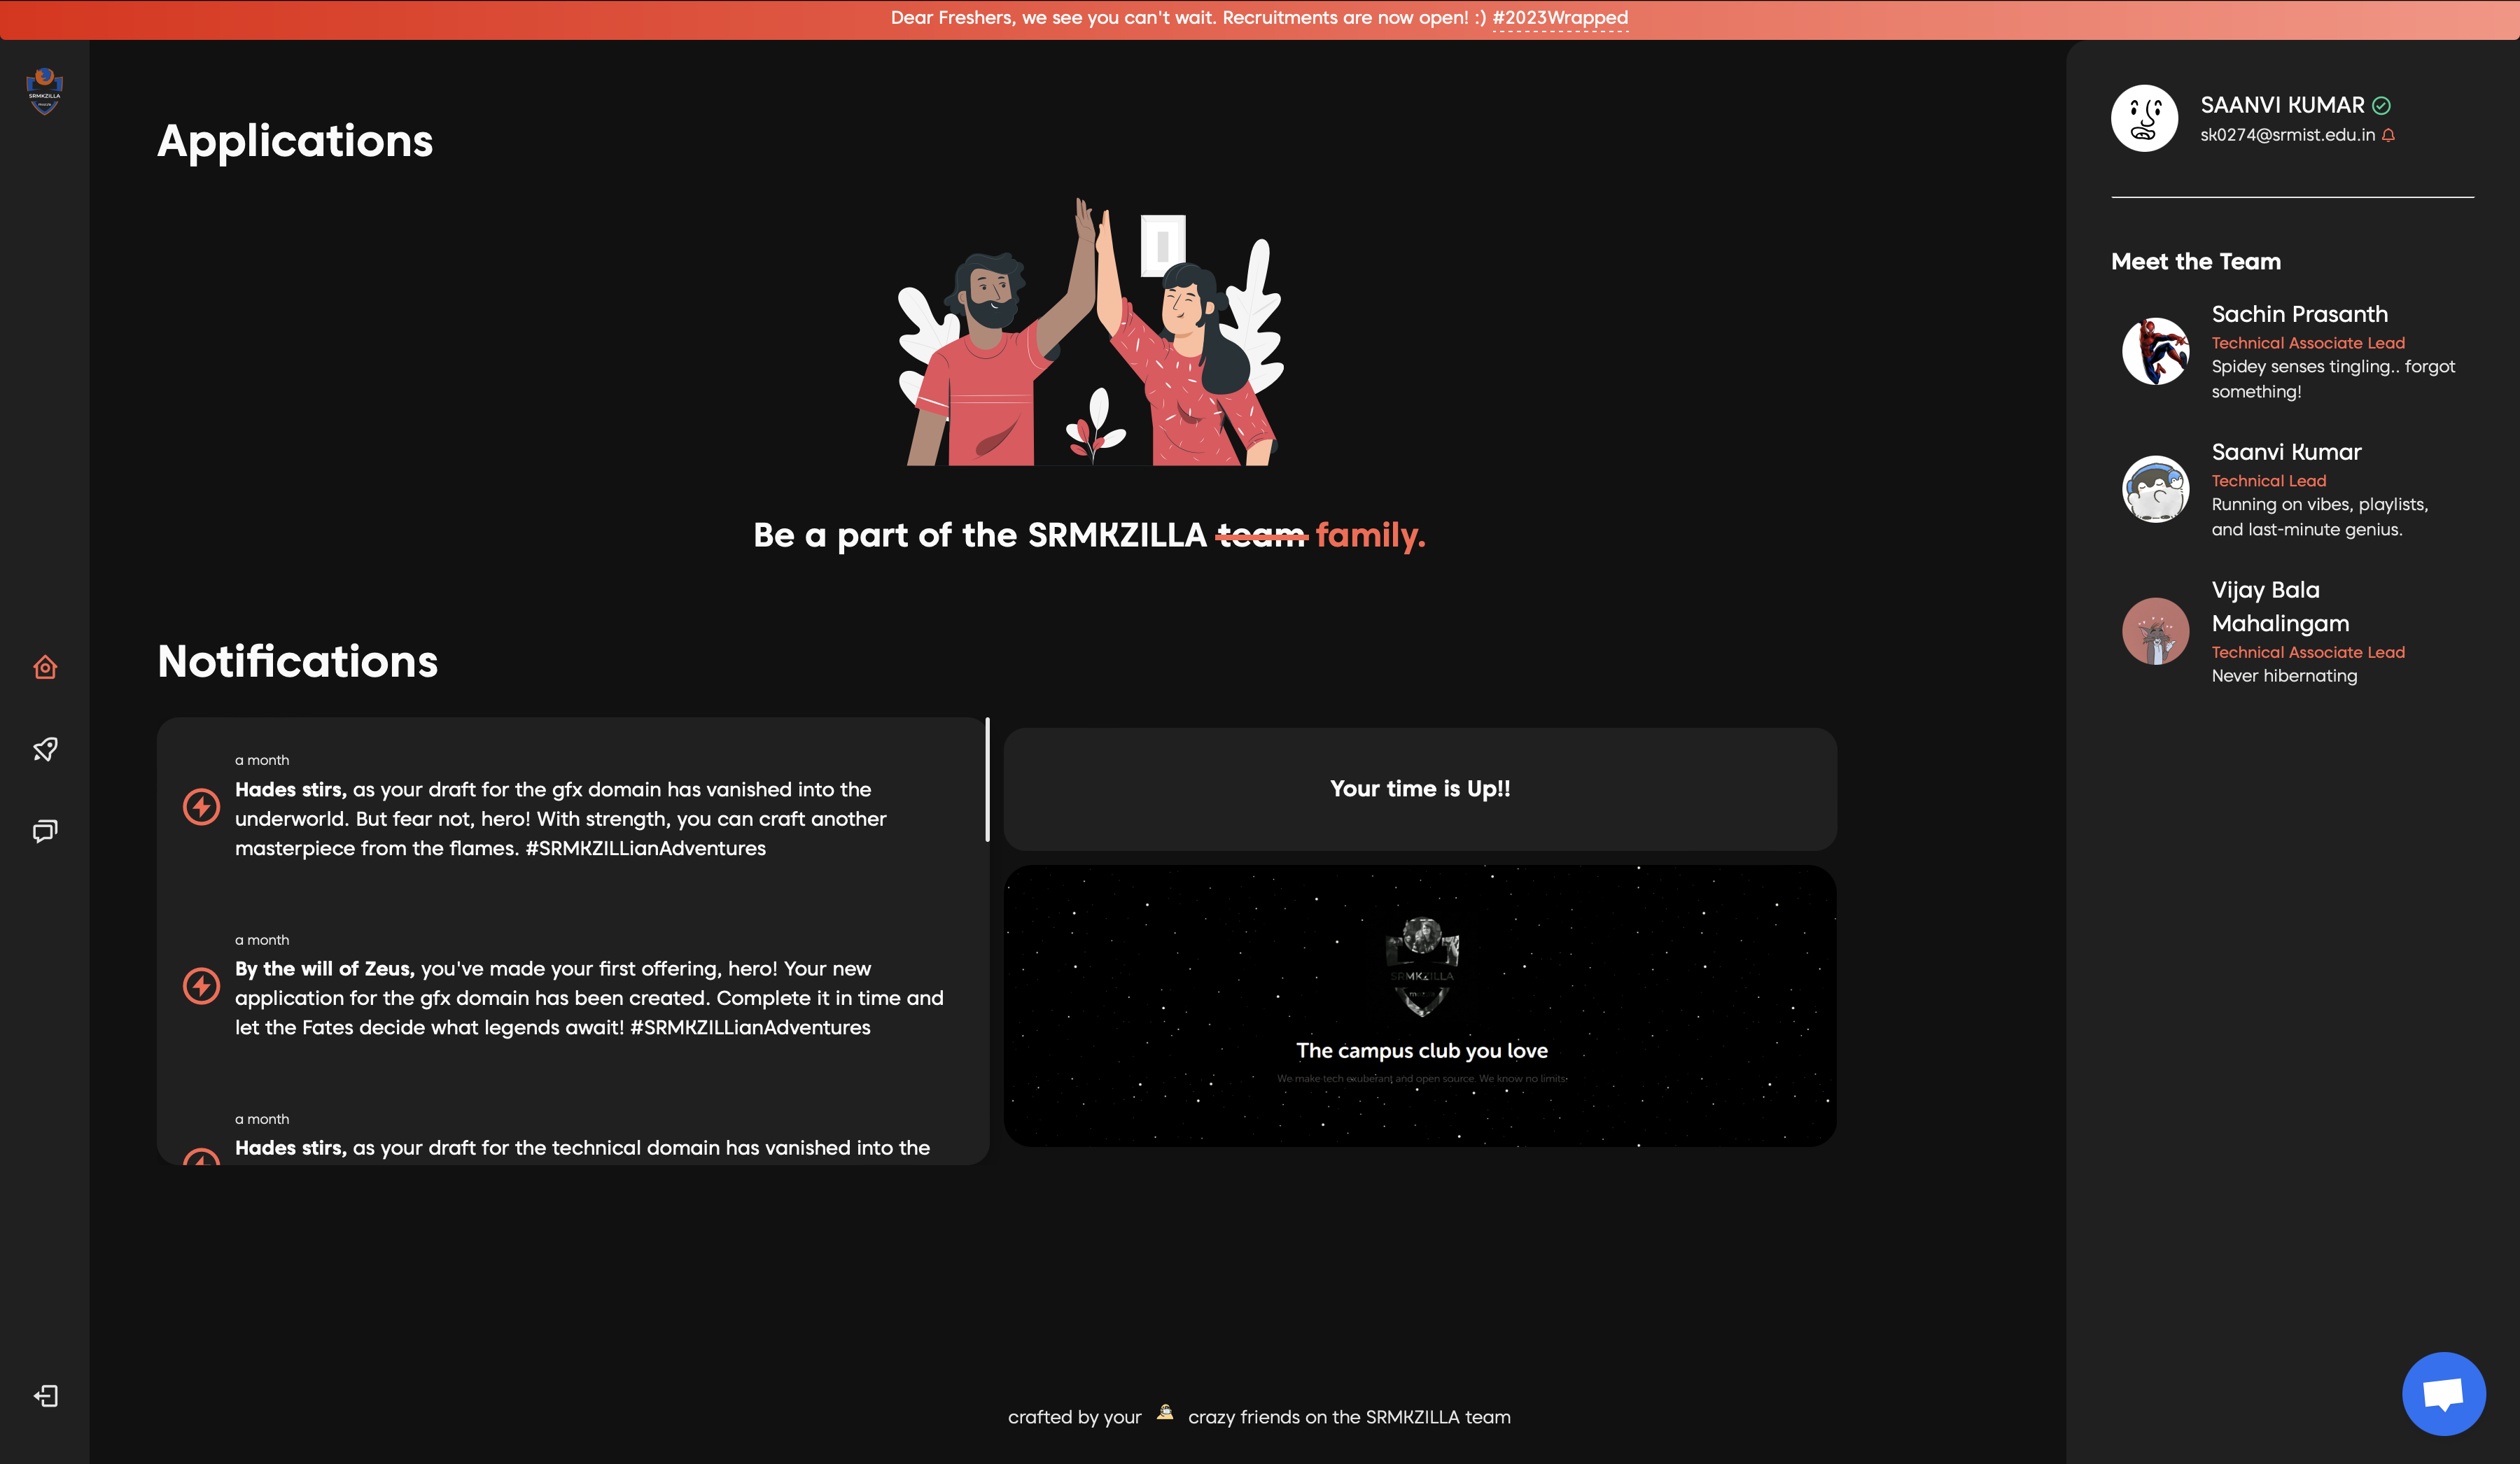 Dear Freshers, we see you can't wait. Recruitments are now open! :) #2023Wrapped
SRMKZILLA
Applications
Be a part of the SRMKZILLA team family.
Notifications
a month
Hades stirs, as your draft for the gfx domain has vanished into the
underworld. But fear not, hero! With strength, you can craft another
masterpiece from the flames. #SRMKZILLianAdventures
a month
By the will of Zeus, you've made your first offering, hero! Your new
application for the gfx domain has been created. Complete it in time and
let the Fates decide what legends await! #SRMKZILLianAdventures
a month
Hades stirs, as your draft for the technical domain has vanished into the
Your time is Up!!
SRMKZILLA
The campus club you love
We make tech exuberant and open source. We know no limits.
SAANVI KUMAR
sk0274@srmist.edu.in
Meet the Team
Sachin Prasanth
Technical Associate Lead
Spidey senses tingling.. forgot
something!
Saanvi Kumar
Technical Lead
Running on vibes, playlists,
and last-minute genius.
Vijay Bala
Mahalingam
Technical Associate Lead
Never hibernating
crafted by your crazy friends on the SRMKZILLA team